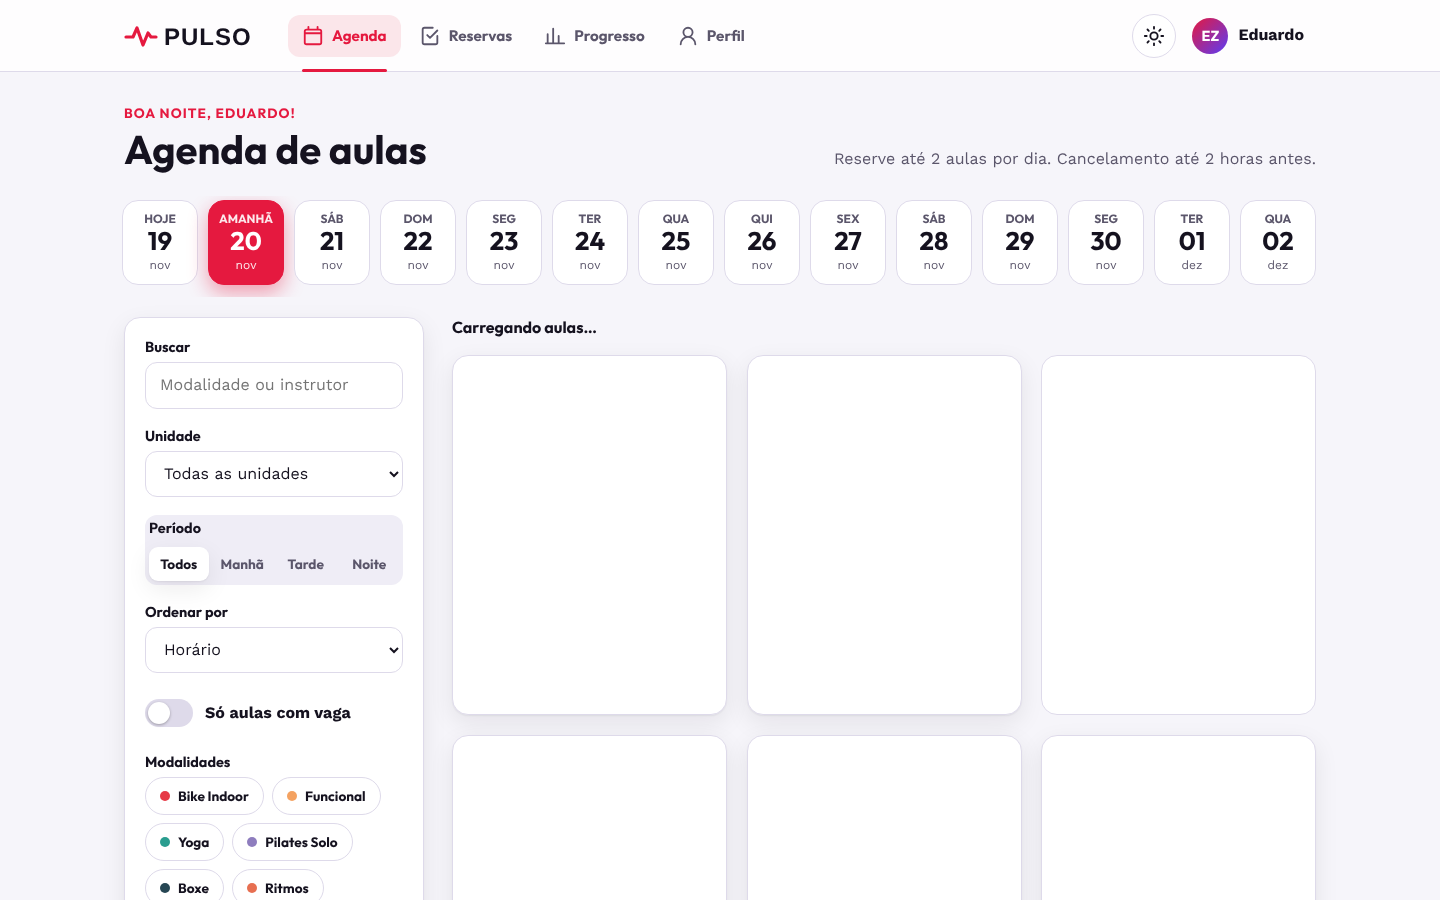 PULSO
Agenda
Reservas
Progresso
Perfil
EZ
Eduardo
BOA NOITE, EDUARDO!
Agenda de aulas
Reserve até 2 aulas por dia. Cancelamento até 2 horas antes.
HOJE
19
nov
AMANHÃ
20
nov
SÁB
21
nov
DOM
22
nov
SEG
23
nov
TER
24
nov
QUA
25
nov
QUI
26
nov
SEX
27
nov
SÁB
28
nov
DOM
29
nov
SEG
30
nov
TER
01
dez
QUA
02
dez
Buscar
Modalidade ou instrutor
Unidade
Todas as unidades
Período
Todos
Manhã
Tarde
Noite
Ordenar por
Horário
Só aulas com vaga
Modalidades
Bike Indoor
Funcional
Yoga
Pilates Solo
Boxe
Ritmos
Carregando aulas...